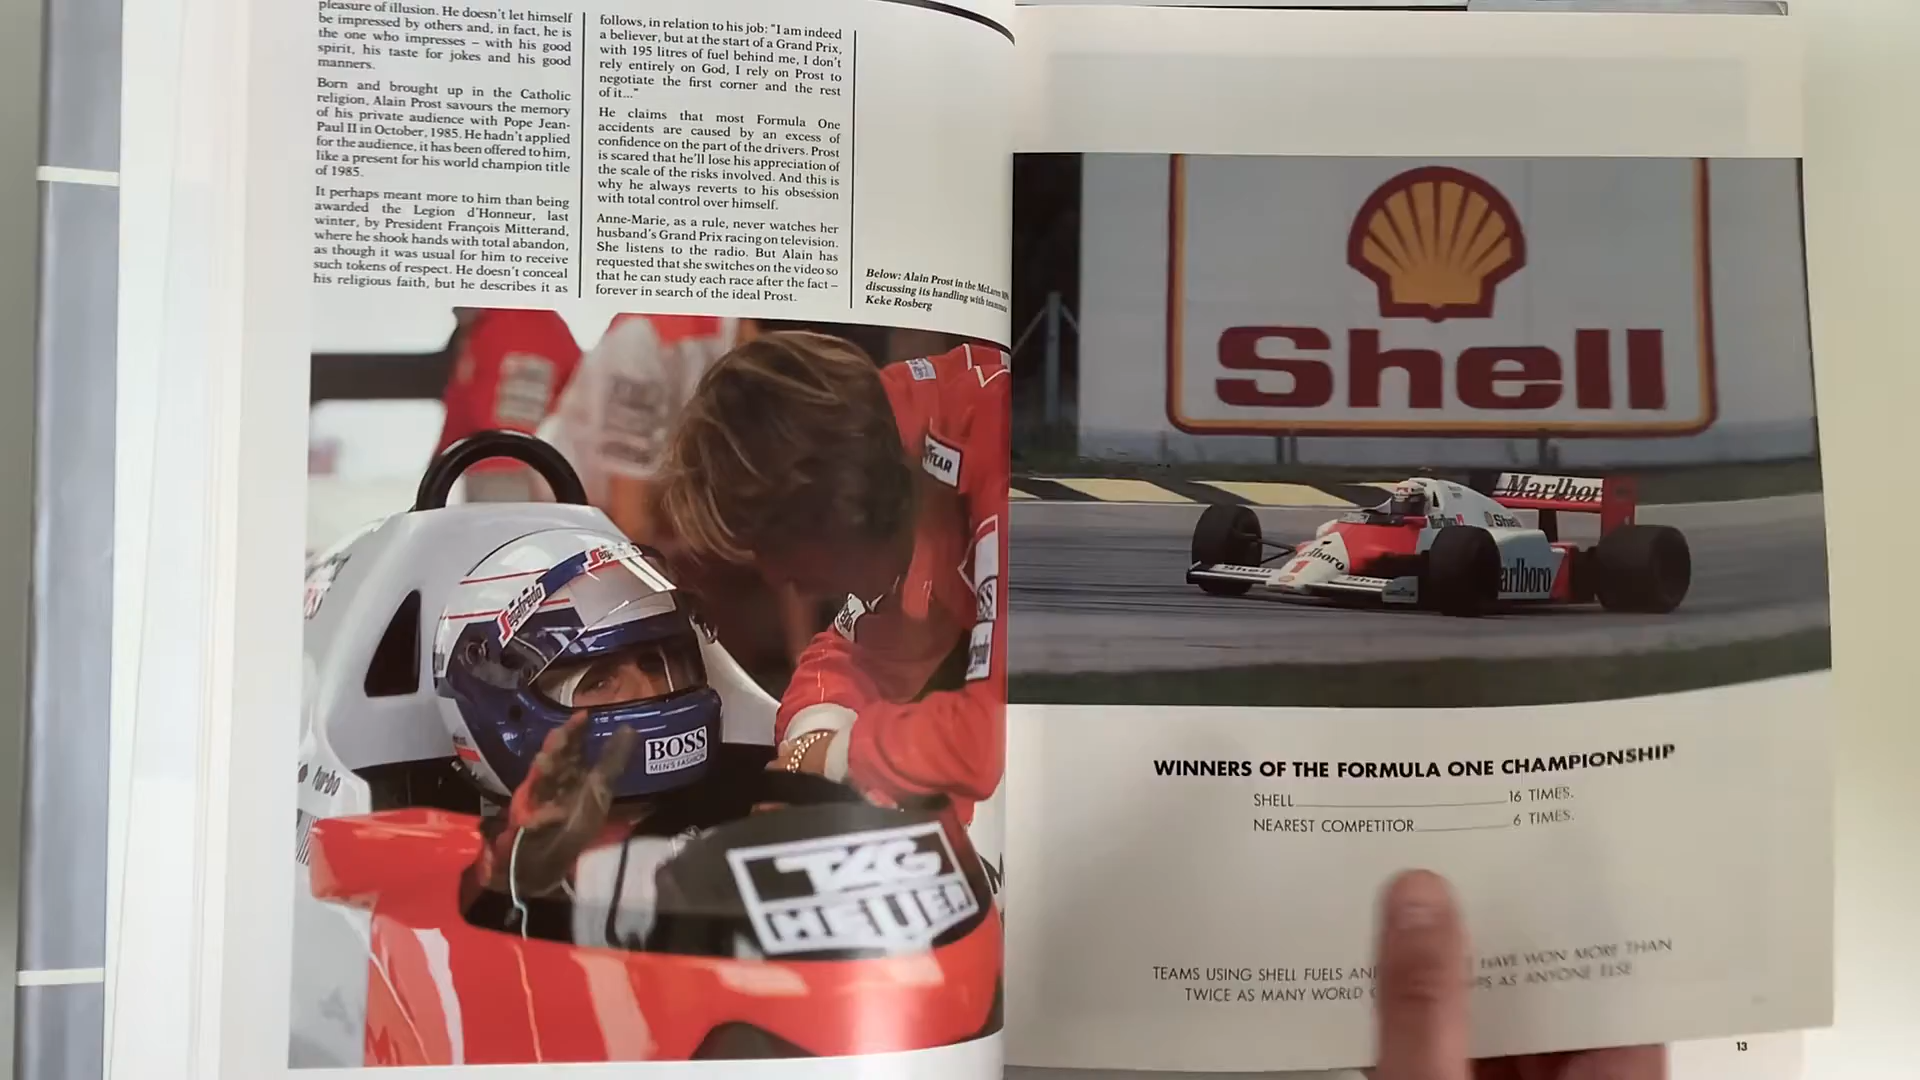 pleasure of illusion. He doesn't let himself
be impressed by others and, in fact, he is
the one who impresses – with his good
spirit, his taste for jokes and his good
manners.
Born and brought up in the Catholic
religion, Alain Prost savours the memory
of his private audience with Pope Jean-
Paul II in October, 1985. He hadn't applied
for the audience, it has been offered to him,
like a present for his world champion title
of 1985.
It perhaps meant more to him than being
awarded the Legion d'Honneur, last
winter, by President François Mitterand,
where he shook hands with total abandon,
as though it was usual for him to receive
such tokens of respect. He doesn't conceal
his religious faith, but he describes it as
follows, in relation to his job: "I am indeed
a believer, but at the start of a Grand Prix,
with 195 litres of fuel behind me, I don't
rely entirely on God, I rely on Prost to
negotiate the first corner and the rest
of it..."
He claims that most Formula One
accidents are caused by an excess of
confidence on the part of the drivers. Prost
is scared that he'll lose his appreciation of
the scale of the risks involved. And this is
why he always reverts to his obsession
with total control over himself.
Anne-Marie, as a rule, never watches her
husband's Grand Prix racing on television.
She listens to the radio. But Alain has
requested that she switches on the video so
that he can study each race after the fact –
forever in search of the ideal Prost.
Below: Alain Prost in the McLaren
discussing its handling with
Keke Rosberg
Segafredo
BOSS
MEN'S FASHION
turbo
TAG
HEUER
Shell
Marlbor
Marlboro
Shell
arlboro
1
Shell
Shell
arlboro
WINNERS OF THE FORMULA ONE CHAMPIONSHIP
SHELL 16 TIMES.
NEAREST COMPETITOR 6 TIMES.
TEAMS USING SHELL FUELS HAVE WON MORE THAN
TWICE AS MANY WORLD AS ANYONE ELSE
13